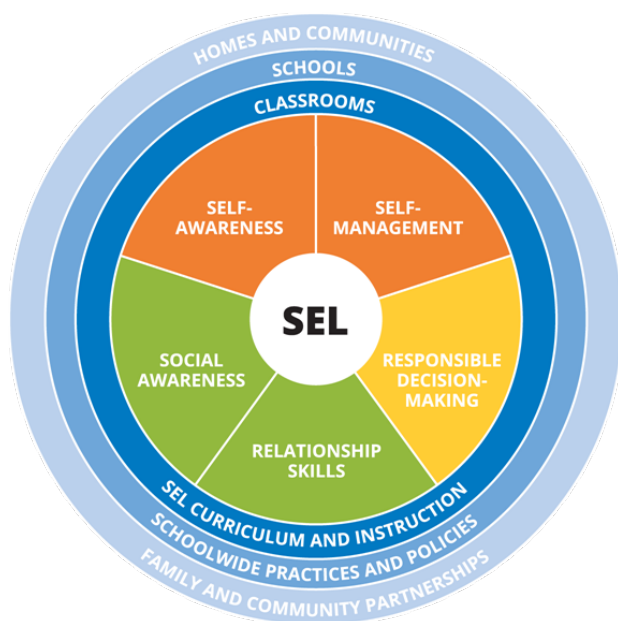 HOMES AND COMMUNITIES
SCHOOLS
CLASSROOMS
SELF-
AWARENESS
SELF-
MANAGEMENT
SEL
SOCIAL
AWARENESS
RESPONSIBLE
DECISION-
MAKING
RELATIONSHIP
SKILLS
SEL CURRICULUM AND INSTRUCTION
SCHOOLWIDE PRACTICES AND POLICIES
FAMILY AND COMMUNITY PARTNERSHIPS